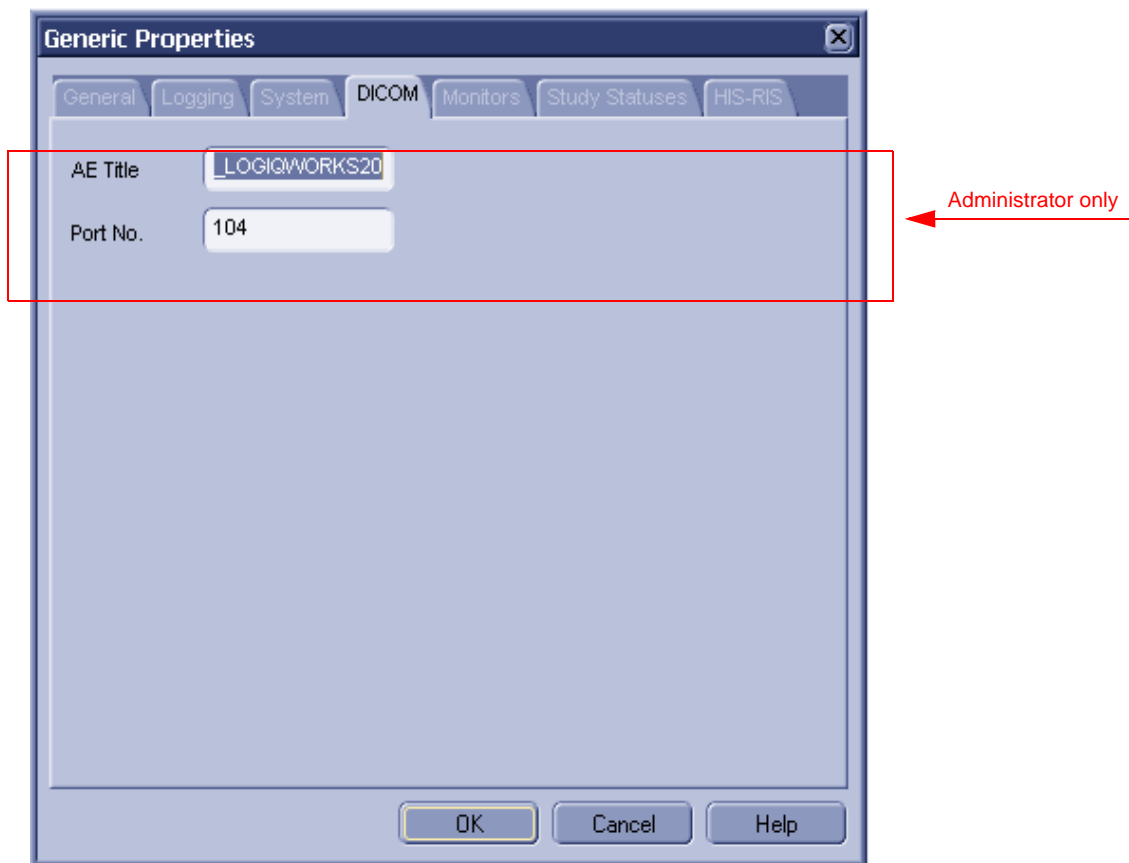 Generic Properties
General Logging System DICOM Monitors Study Statuses HIS-RIS
AE Title _LOGIQWORKS20
Administrator only
Port No. 104
OK Cancel Help